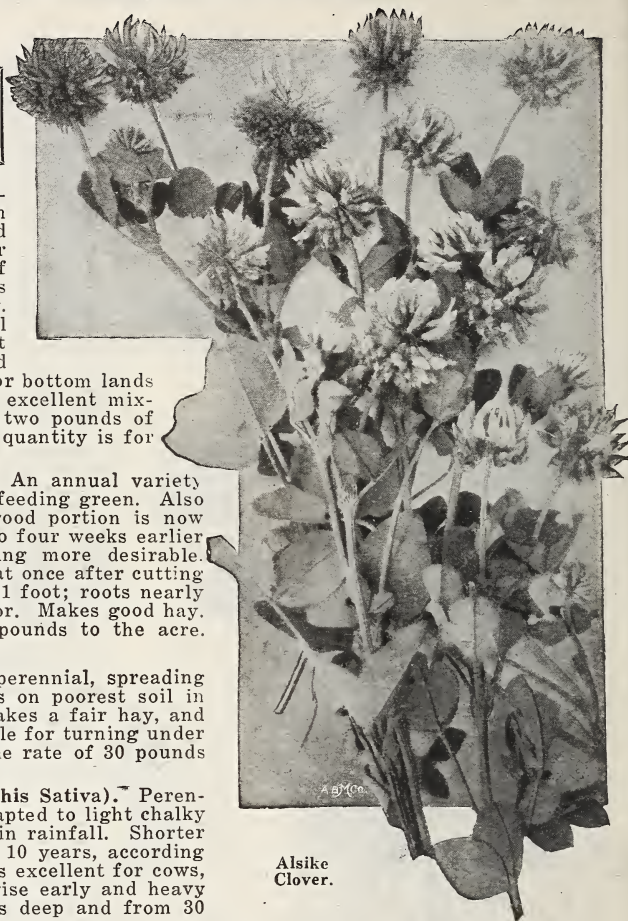 or bottom lands
excellent mix-
two pounds of
quantity is for
An annual variety
feeding green. Also
ood portion is now
o four weeks earlier
ng more desirable.
at once after cutting
1 foot; roots nearly
or. Makes good hay.
pounds to the acre.
perennial, spreading
s on poorest soil in
akes a fair hay, and
le for turning under
e rate of 30 pounds
his Sativa). Peren-
apted to light chalky
in rainfall. Shorter
10 years, according
s excellent for cows,
rise early and heavy
s deep and from 30
A.B.M.Co.
Alsike
Clover.